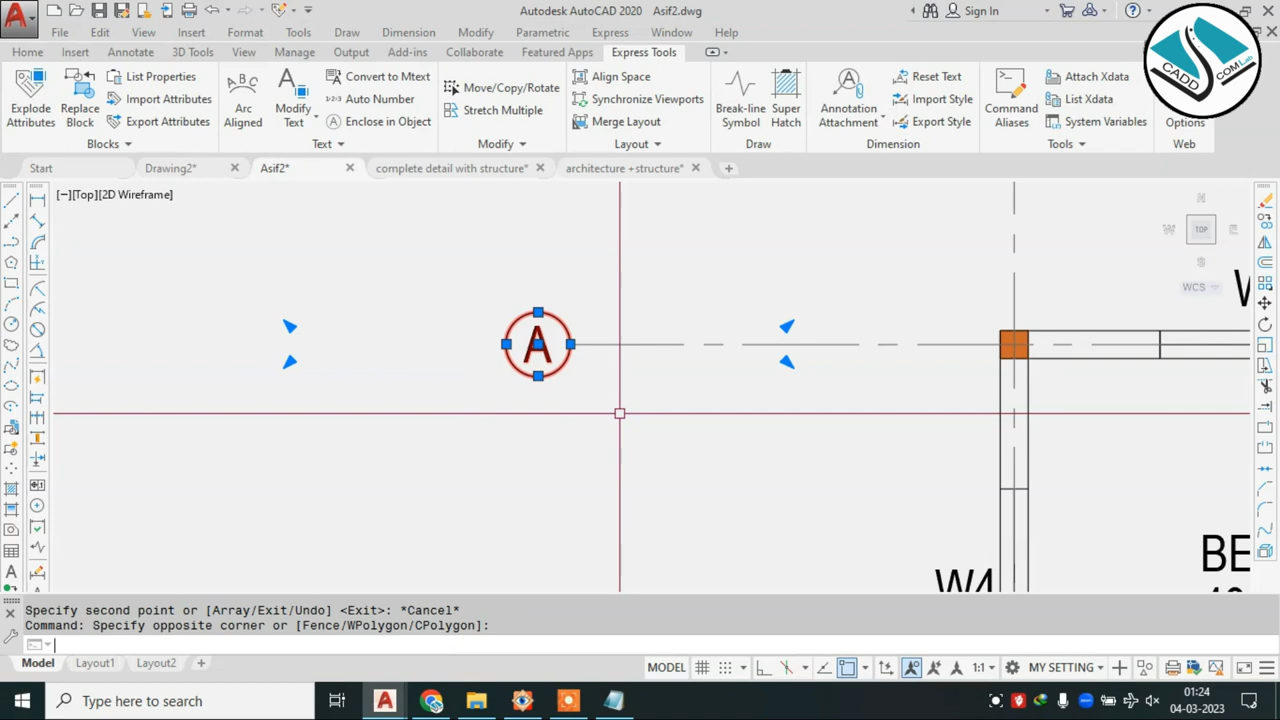 Autodesk AutoCAD 2020 Asif2.dwg
Sign In
File Edit View Insert Format Tools Draw Dimension Modify Parametric Express Window Help
Home Insert Annotate 3D Tools View Manage Output Add-ins Collaborate Featured Apps Express Tools
CADD COM Lab
List Properties Convert to Mtext Move/Copy/Rotate Align Space Reset Text Attach Xdata
Import Attributes Auto Number Stretch Multiple Synchronize Viewports Import Style List Xdata
Export Attributes Enclose in Object Merge Layout Export Style System Variables
Explode Attributes
Replace Block
Arc Aligned
Modify Text
Break-line Symbol
Super Hatch
Annotation Attachment
Command Aliases
Options
Blocks Text Modify Layout Draw Dimension Tools Web
Start Drawing2* Asif2* complete detail with structure* architecture +structure*
[−][Top][2D Wireframe]
N
W TOP E
S
WCS
A
W4
BE
Specify second point or [Array/Exit/Undo] <Exit>: *Cancel*
Command: Specify opposite corner or [Fence/WPolygon/CPolygon]:
Model Layout1 Layout2
MODEL 1:1 MY SETTING
Type here to search
01:24
04-03-2023